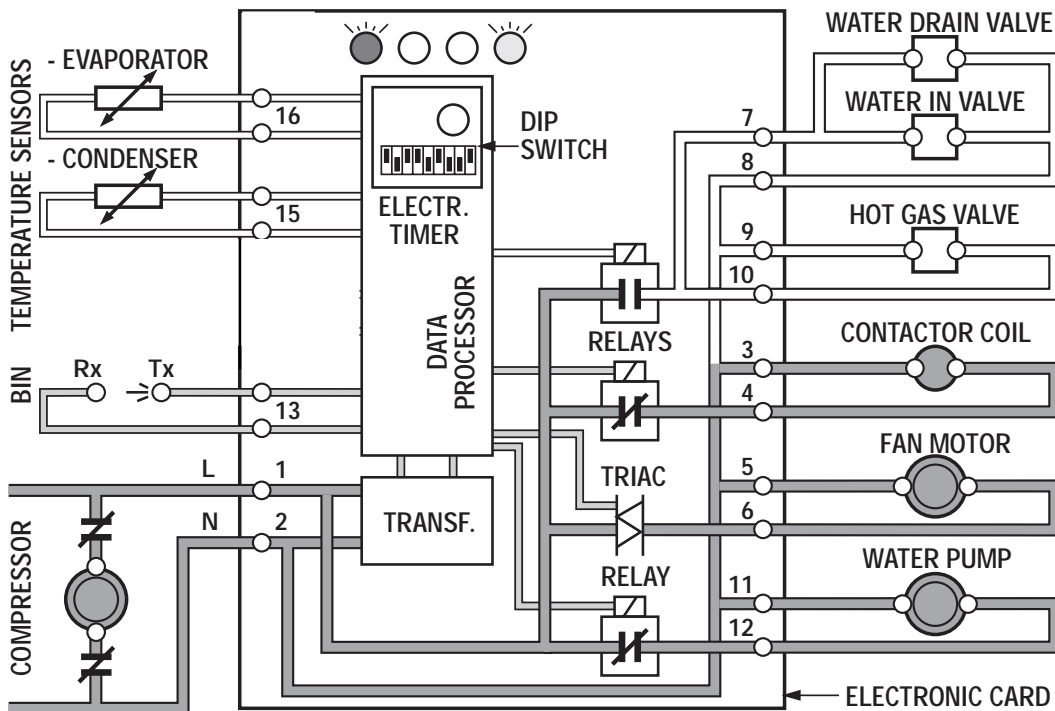 WATER DRAIN VALVE
TEMPERATURE SENSORS
- EVAPORATOR
16
- CONDENSER
15
DIP
SWITCH
ELECTR.
TIMER
DATA
PROCESSOR
7
WATER IN VALVE
8
HOT GAS VALVE
9
10
RELAYS
CONTACTOR COIL
3
4
BIN
Rx
Tx
13
FAN MOTOR
5
6
TRIAC
L
1
N
2
TRANSF.
COMPRESSOR
RELAY
WATER PUMP
11
12
ELECTRONIC CARD